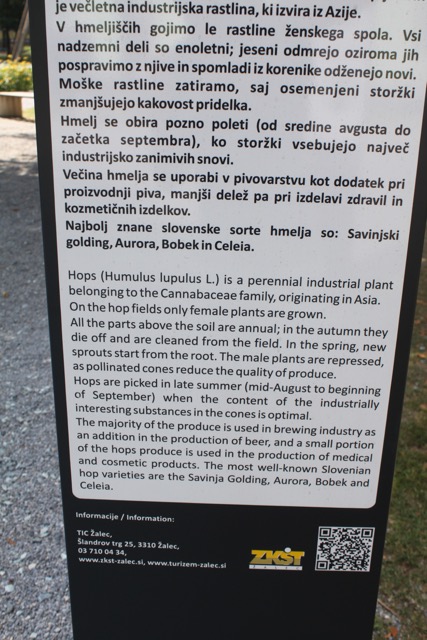 je večletna industrijska rastlina, ki izvira iz Azije.
V hmeljiščih gojimo le rastline ženskega spola. Vsi
nadzemni deli so enoletni; jeseni odmrejo oziroma jih
pospravimo z njive in spomladi iz korenike odženejo novi.
Moške rastline zatiramo, saj osemenjeni storžki
zmanjšujejo kakovost pridelka.
Hmelj se obira pozno poleti (od sredine avgusta do
začetka septembra), ko storžki vsebujejo največ
industrijsko zanimivih snovi.
Večina hmelja se uporabi v pivovarstvu kot dodatek pri
proizvodnji piva, manjši delež pa pri izdelavi zdravil in
kozmetičnih izdelkov.
Najbolj znane slovenske sorte hmelja so: Savinjski
golding, Aurora, Bobek in Celeia.
Hops (Humulus lupulus L.) is a perennial industrial plant
belonging to the Cannabaceae family, originating in Asia.
On the hop fields only female plants are grown.
All the parts above the soil are annual; in the autumn they
die off and are cleaned from the field. In the spring, new
sprouts start from the root. The male plants are repressed,
as pollinated cones reduce the quality of produce.
Hops are picked in late summer (mid-August to beginning
of September) when the content of the industrially
interesting substances in the cones is optimal.
The majority of the produce is used in brewing industry as
an addition in the production of beer, and a small portion
of the hops produce is used in the production of medical
and cosmetic products. The most well-known Slovenian
hop varieties are the Savinja Golding, Aurora, Bobek and
Celeia.
Informacije / Information:
TIC Žalec,
Šlandrov trg 25, 3310 Žalec,
03 710 04 34,
www.zkst-zalec.si, www.turizem-zalec.si
ZKŠT
ŽALEC